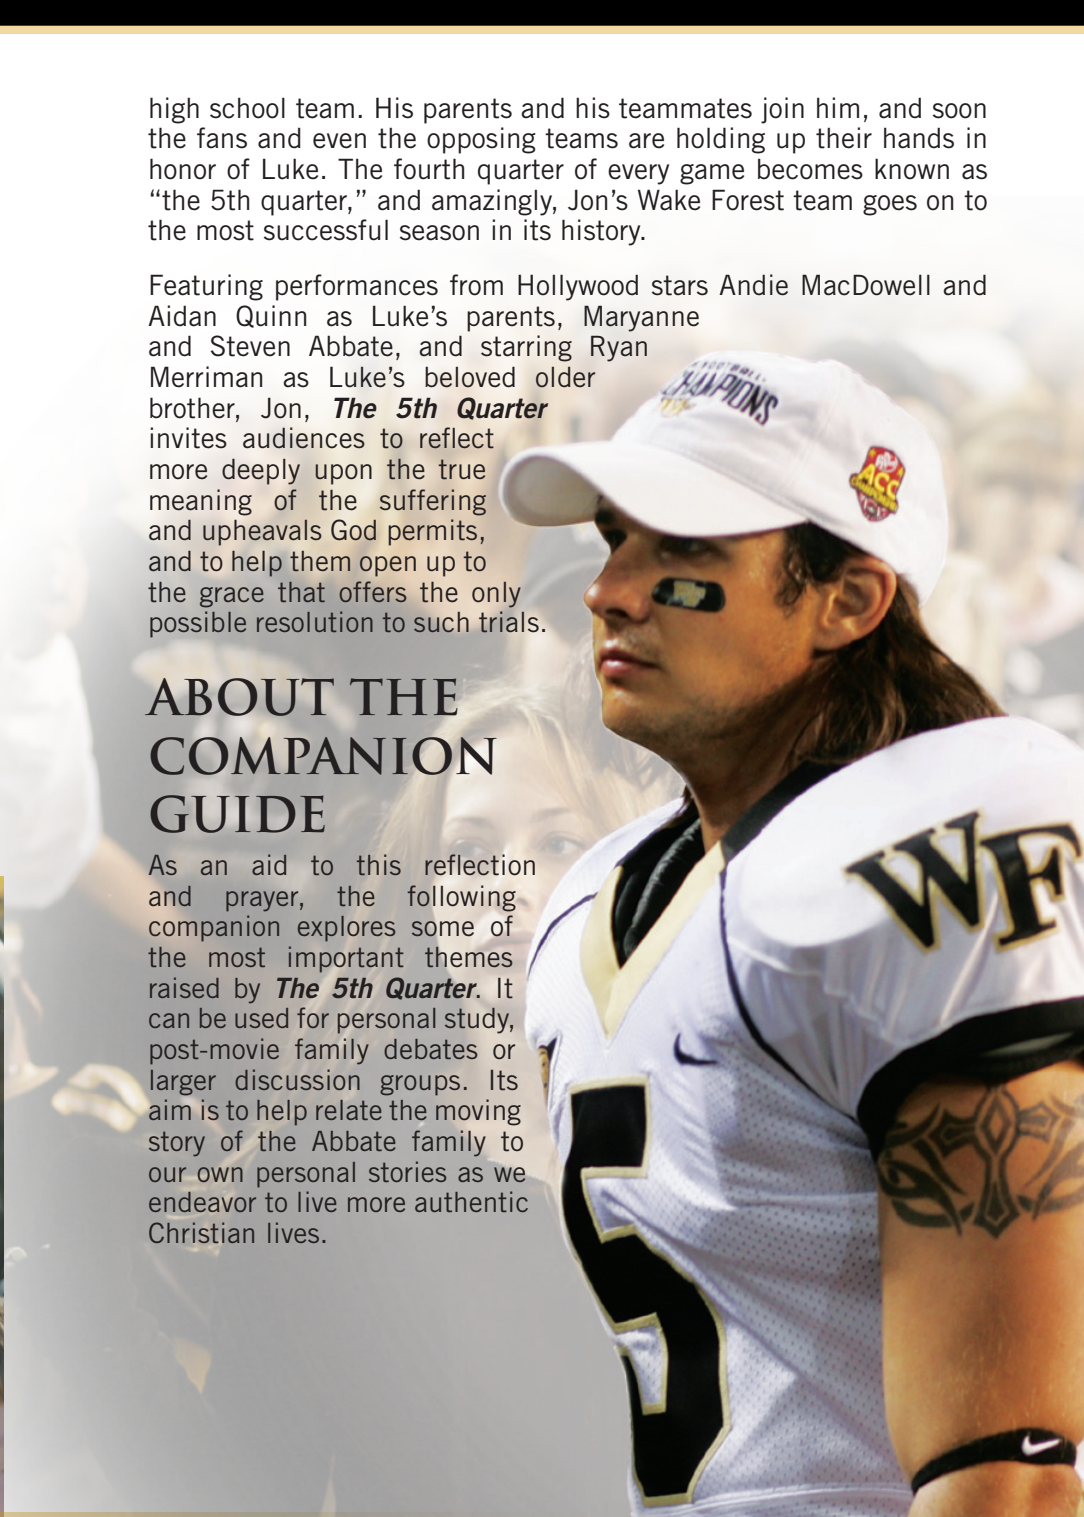 high school team. His parents and his teammates join him, and soon
the fans and even the opposing teams are holding up their hands in
honor of Luke. The fourth quarter of every game becomes known as
“the 5th quarter,” and amazingly, Jon’s Wake Forest team goes on to
the most successful season in its history.
Featuring performances from Hollywood stars Andie MacDowell and
Aidan Quinn as Luke’s parents, Maryanne
and Steven Abbate, and starring Ryan
Merriman as Luke’s beloved older
brother, Jon, The 5th Quarter
invites audiences to reflect
more deeply upon the true
meaning of the suffering
and upheavals God permits,
and to help them open up to
the grace that offers the only
possible resolution to such trials.
ABOUT THE
COMPANION
GUIDE
As an aid to this reflection
and prayer, the following
companion explores some of
the most important themes
raised by The 5th Quarter. It
can be used for personal study,
post-movie family debates or
larger discussion groups. Its
aim is to help relate the moving
story of the Abbate family to
our own personal stories as we
endeavor to live more authentic
Christian lives.
FOOTBALL
CHAMPIONS
ACC
WF
5